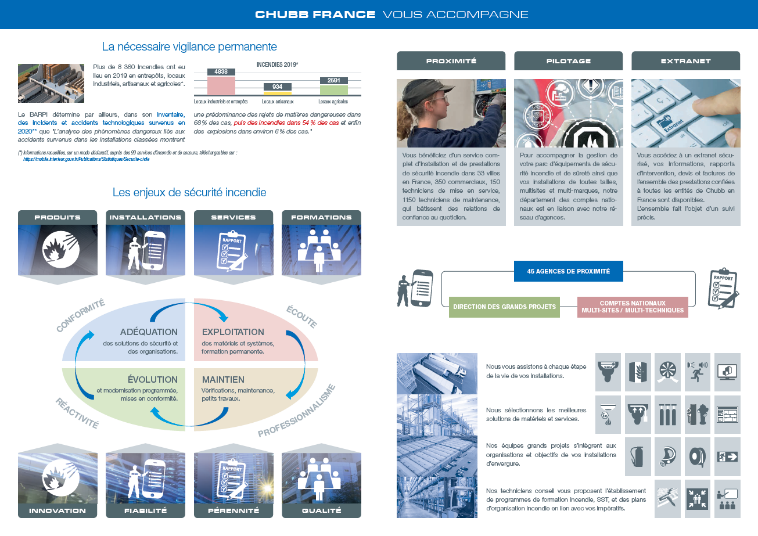 CHUBB FRANCE VOUS ACCOMPAGNE
La nécessaire vigilance permanente
Plus de 8 380 incendies ont eu
lieu en 2019 en entrepôts, locaux
industriels, artisanaux et agricoles*.
INCENDIES 2019*
4838
934
2691
Locaux industriels et entrepôts
Locaux artisanaux
Locaux agricoles
Le BARPI détermine par ailleurs, dans son inventaire,
des incidents et accidents technologiques survenus en
2020** que "L'analyse des phénomènes dangereux liés aux
accidents survenus dans les installations classées montrent
une prédominance des rejets de matières dangereuses dans
66% des cas, puis des incendies dans 54 % des cas et enfin
des explosions dans environ 6% des cas."
Les enjeux de sécurité incendie
PRODUITS
INSTALLATIONS
SERVICES
FORMATIONS
RAPPORT
CONFORMITÉ
ÉCOUTE
ADÉQUATION
des solutions de sécurité et
des organisations.
EXPLOITATION
des matériels et systèmes,
formation permanente.
ÉVOLUTION
et modernisation programmée,
mises en conformité.
MAINTIEN
Vérifications, maintenance,
petits travaux.
RÉACTIVITÉ
PROFESSIONNALISME
RAPPORT
INNOVATION
FIABILITÉ
PÉRENNITÉ
QUALITÉ
PROXIMITÉ
Vous bénéficiez d'un service com-
plet d'installation et de prestations
de sécurité incendie dans 33 villes
en France, 350 commerciaux, 150
techniciens de mise en service,
1150 techniciens de maintenance,
qui bâtissent des relations de
confiance au quotidien.
PILOTAGE
Pour accompagner la gestion de
votre parc d'équipements de sécu-
rité incendie et de sûreté ainsi que
vos installations de toutes tailles,
multisites et multi-marques, notre
département des comptes natio-
naux est en liaison avec notre ré-
seau d'agences.
EXTRANET
Vous accédez à un extranet sécu-
risé, vos informations, rapports
d'intervention, devis et factures de
l'ensemble des prestations confiées
à toutes les entités de Chubb en
France sont disponibles.
L'ensemble fait l'objet d'un suivi
précis.
45 AGENCES DE PROXIMITÉ
DIRECTION DES GRANDS PROJETS
COMPTES NATIONAUX
MULTI-SITES / MULTI-TECHNIQUES
RAPPORT
Nous vous assistons à chaque étape
de la vie de vos installations.
Nous sélectionnons les meilleures
solutions de matériels et services.
Nos équipes grands projets s'intègrent aux
organisations et objectifs de vos installations
d'envergure.
Nos techniciens conseil vous proposent l'établissement
de programmes de formation incendie, SST, et des plans
d'organisation incendie en lien avec vos impératifs.